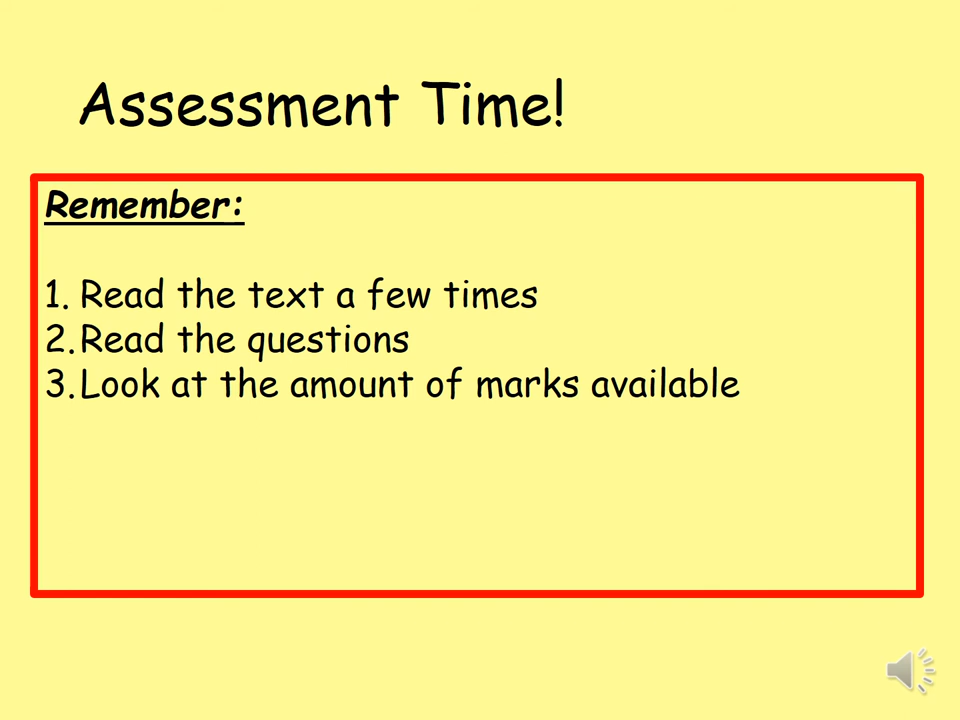 Assessment Time!
Remember:
1. Read the text a few times
2. Read the questions
3. Look at the amount of marks available